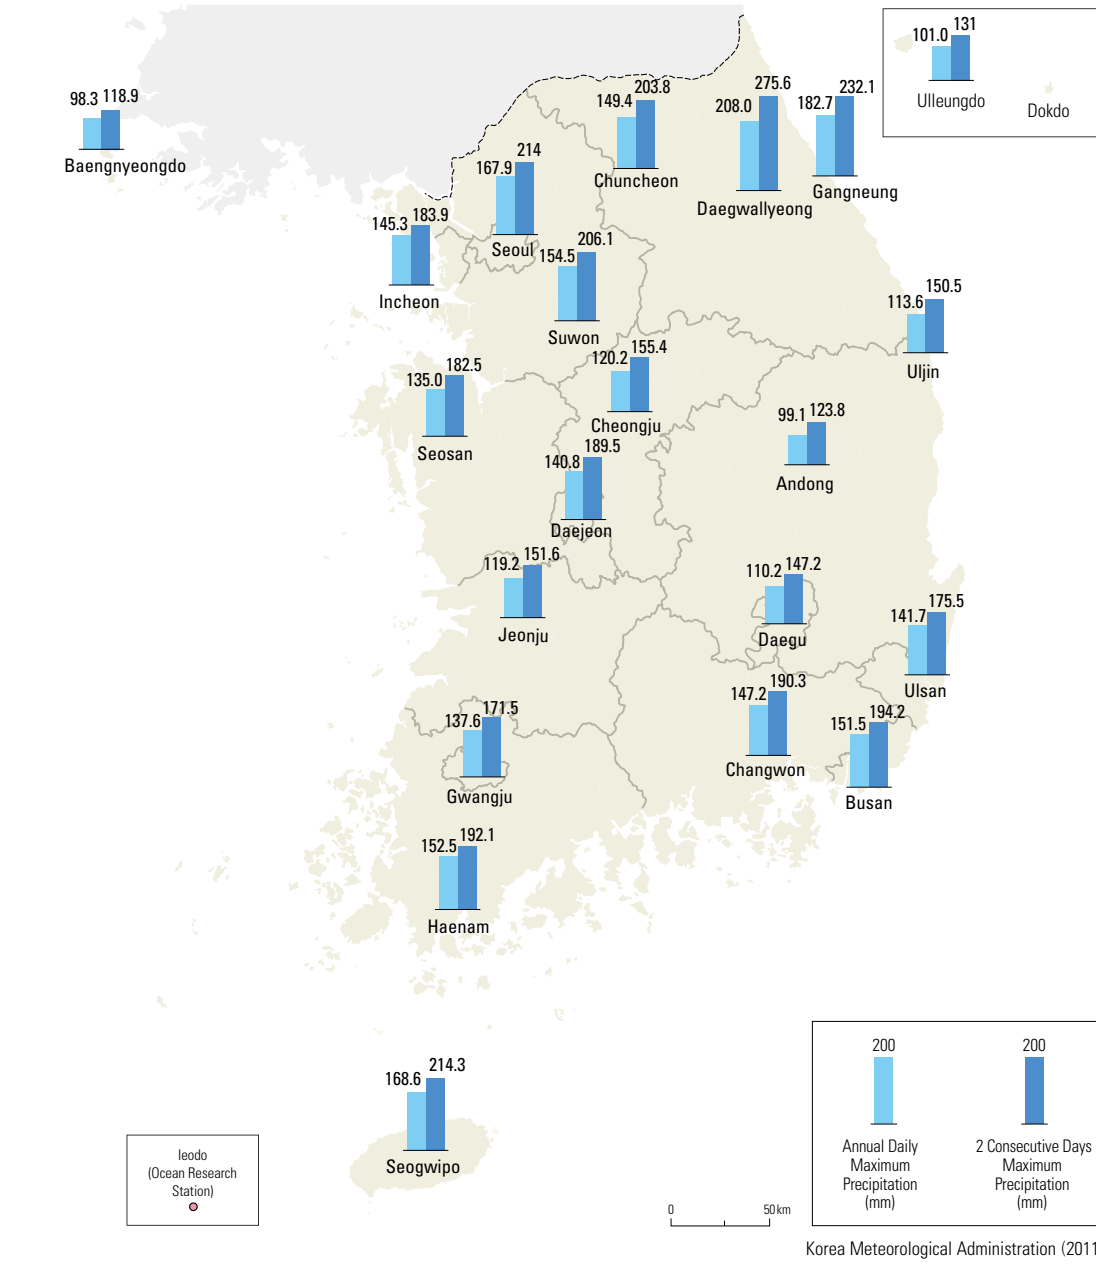 101.0 131
Ulleungdo
Dokdo
98.3 118.9
Baengnyeongdo
149.4 203.8
Chuncheon
208.0 275.6
Daegwallyeong
182.7 232.1
Gangneung
167.9 214
Seoul
145.3 183.9
Incheon
154.5 206.1
Suwon
113.6 150.5
Uljin
120.2 155.4
Cheongju
135.0 182.5
Seosan
99.1 123.8
Andong
140.8 189.5
Daejeon
119.2 151.6
Jeonju
110.2 147.2
Daegu
141.7 175.5
Ulsan
147.2 190.3
Changwon
151.5 194.2
Busan
137.6 171.5
Gwangju
152.5 192.1
Haenam
168.6 214.3
Seogwipo
Ieodo
(Ocean Research
Station)
0 50 km
200
Annual Daily
Maximum
Precipitation
(mm)
200
2 Consecutive Days
Maximum
Precipitation
(mm)
Korea Meteorological Administration (2011